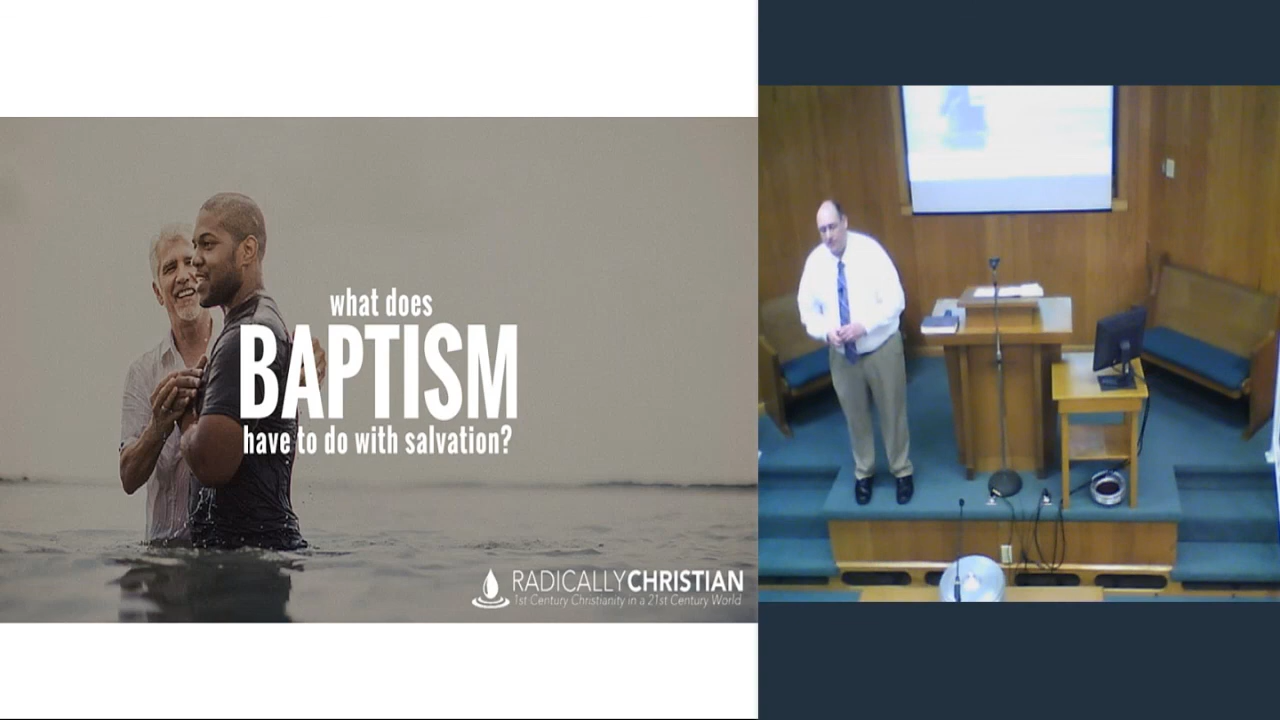 what does
BAPTISM
have to do with salvation?
RADICALLYCHRISTIAN
1st Century Christianity in a 21st Century World